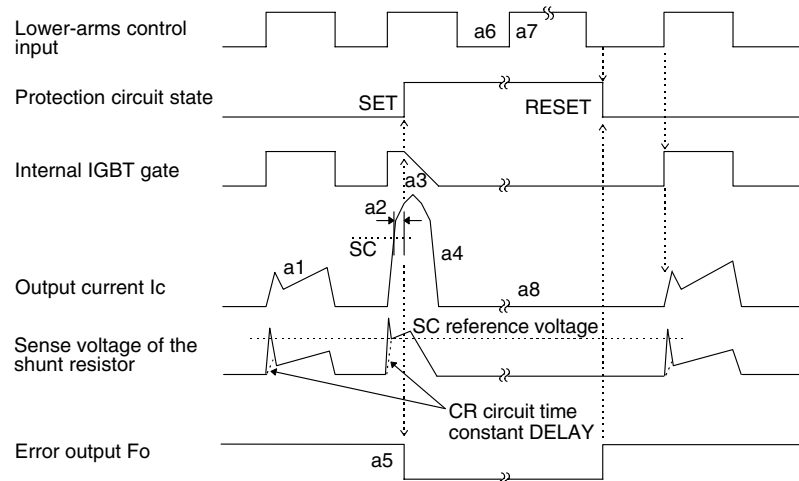 Lower-arms control
input
a6
a7
Protection circuit state
SET
RESET
Internal IGBT gate
a3
a2
SC
a4
a1
Output current Ic
a8
SC reference voltage
Sense voltage of the
shunt resistor
CR circuit time
constant DELAY
Error output Fo
a5